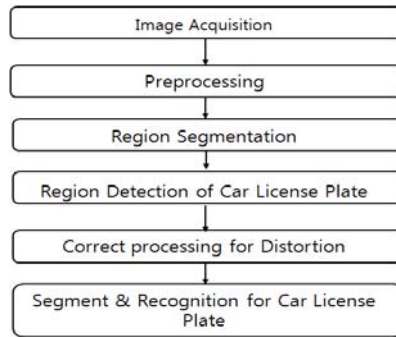 Image Acquisition
Preprocessing
Region Segmentation
Region Detection of Car License Plate
Correct processing for Distortion
Segment & Recognition for Car License
Plate